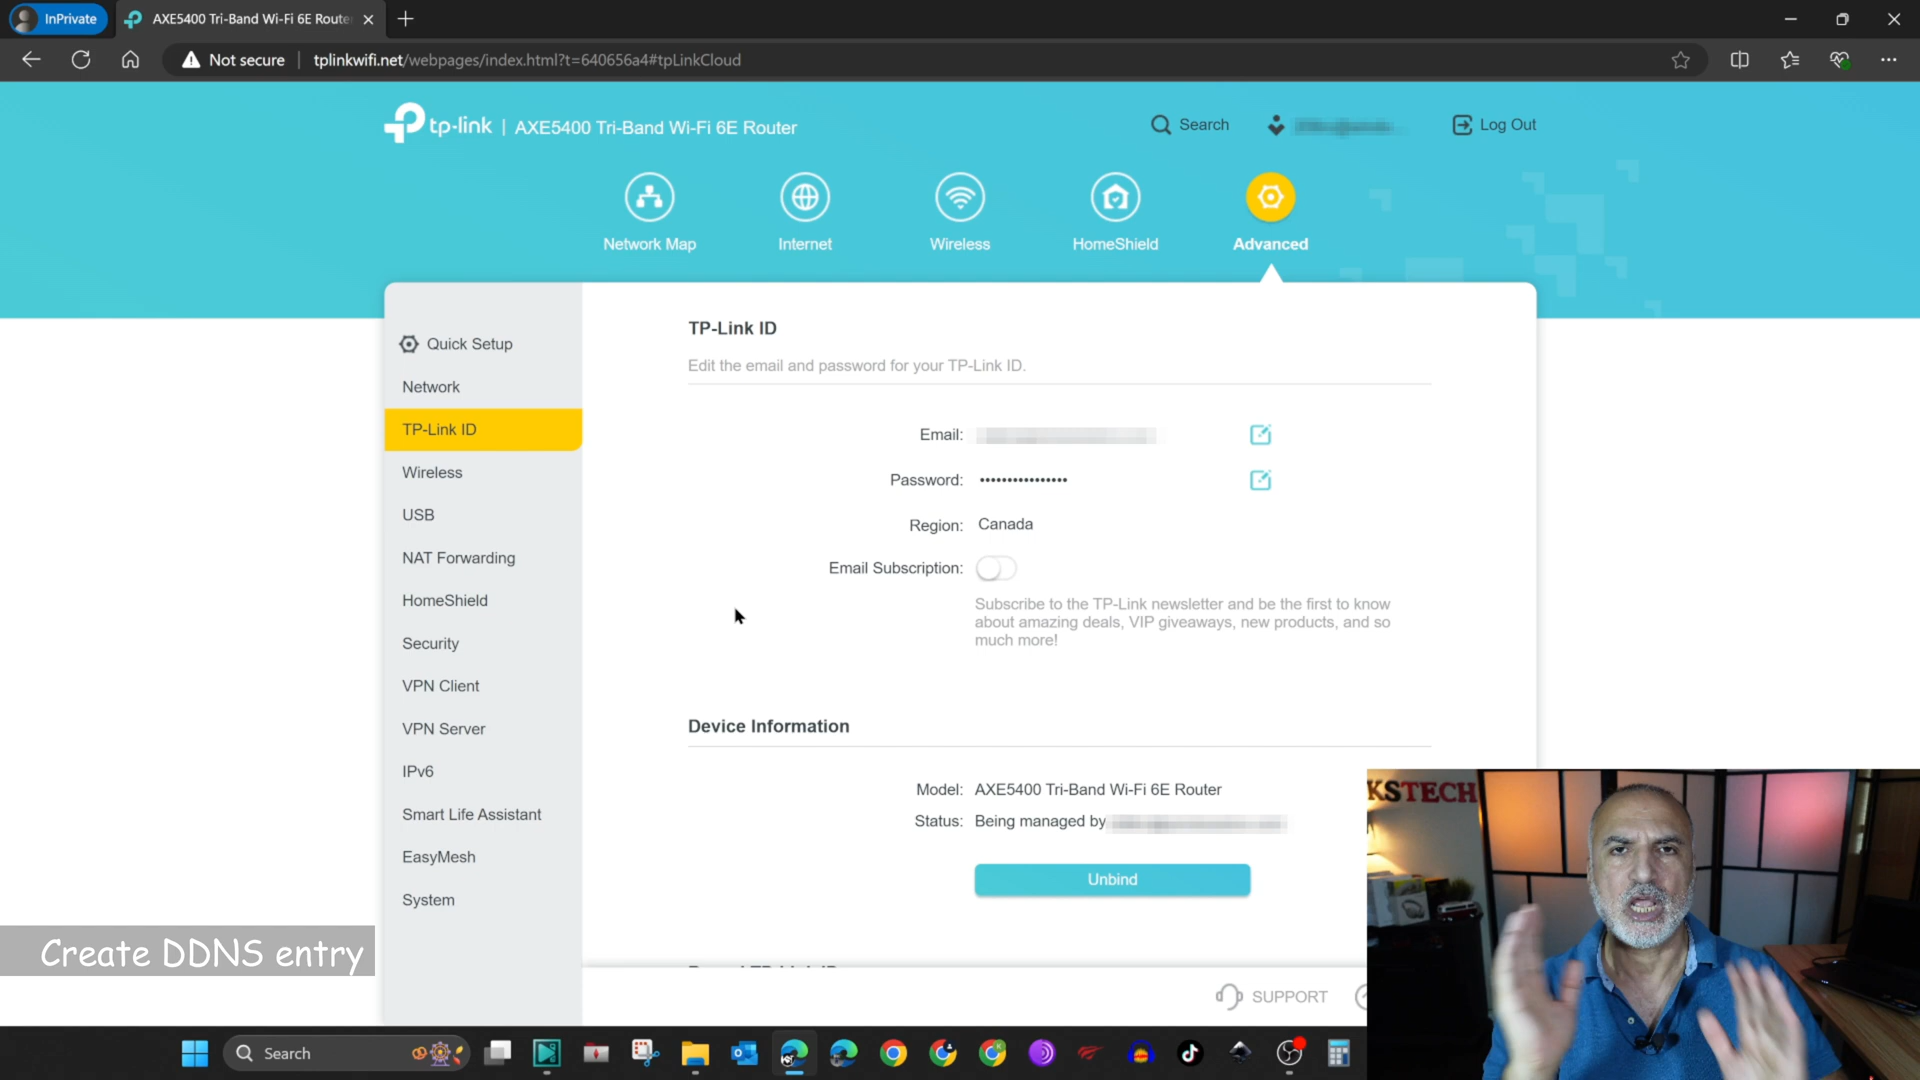 InPrivate
AXE5400 Tri-Band Wi-Fi 6E Route
Not secure
tplinkwifi.net/webpages/index.html?t=640656a4#tpLinkCloud
tp-link | AXE5400 Tri-Band Wi-Fi 6E Router
Search
Log Out
Network Map
Internet
Wireless
HomeShield
Advanced
Quick Setup
Network
TP-Link ID
Wireless
USB
NAT Forwarding
HomeShield
Security
VPN Client
VPN Server
IPv6
Smart Life Assistant
EasyMesh
System
TP-Link ID
Edit the email and password for your TP-Link ID.
Email:
Password: ••••••••••••••••
Region: Canada
Email Subscription:
Subscribe to the TP-Link newsletter and be the first to know
about amazing deals, VIP giveaways, new products, and so
much more!
Device Information
Model: AXE5400 Tri-Band Wi-Fi 6E Router
Status: Being managed by
Unbind
SUPPORT
KSTECH
Create DDNS entry
Search